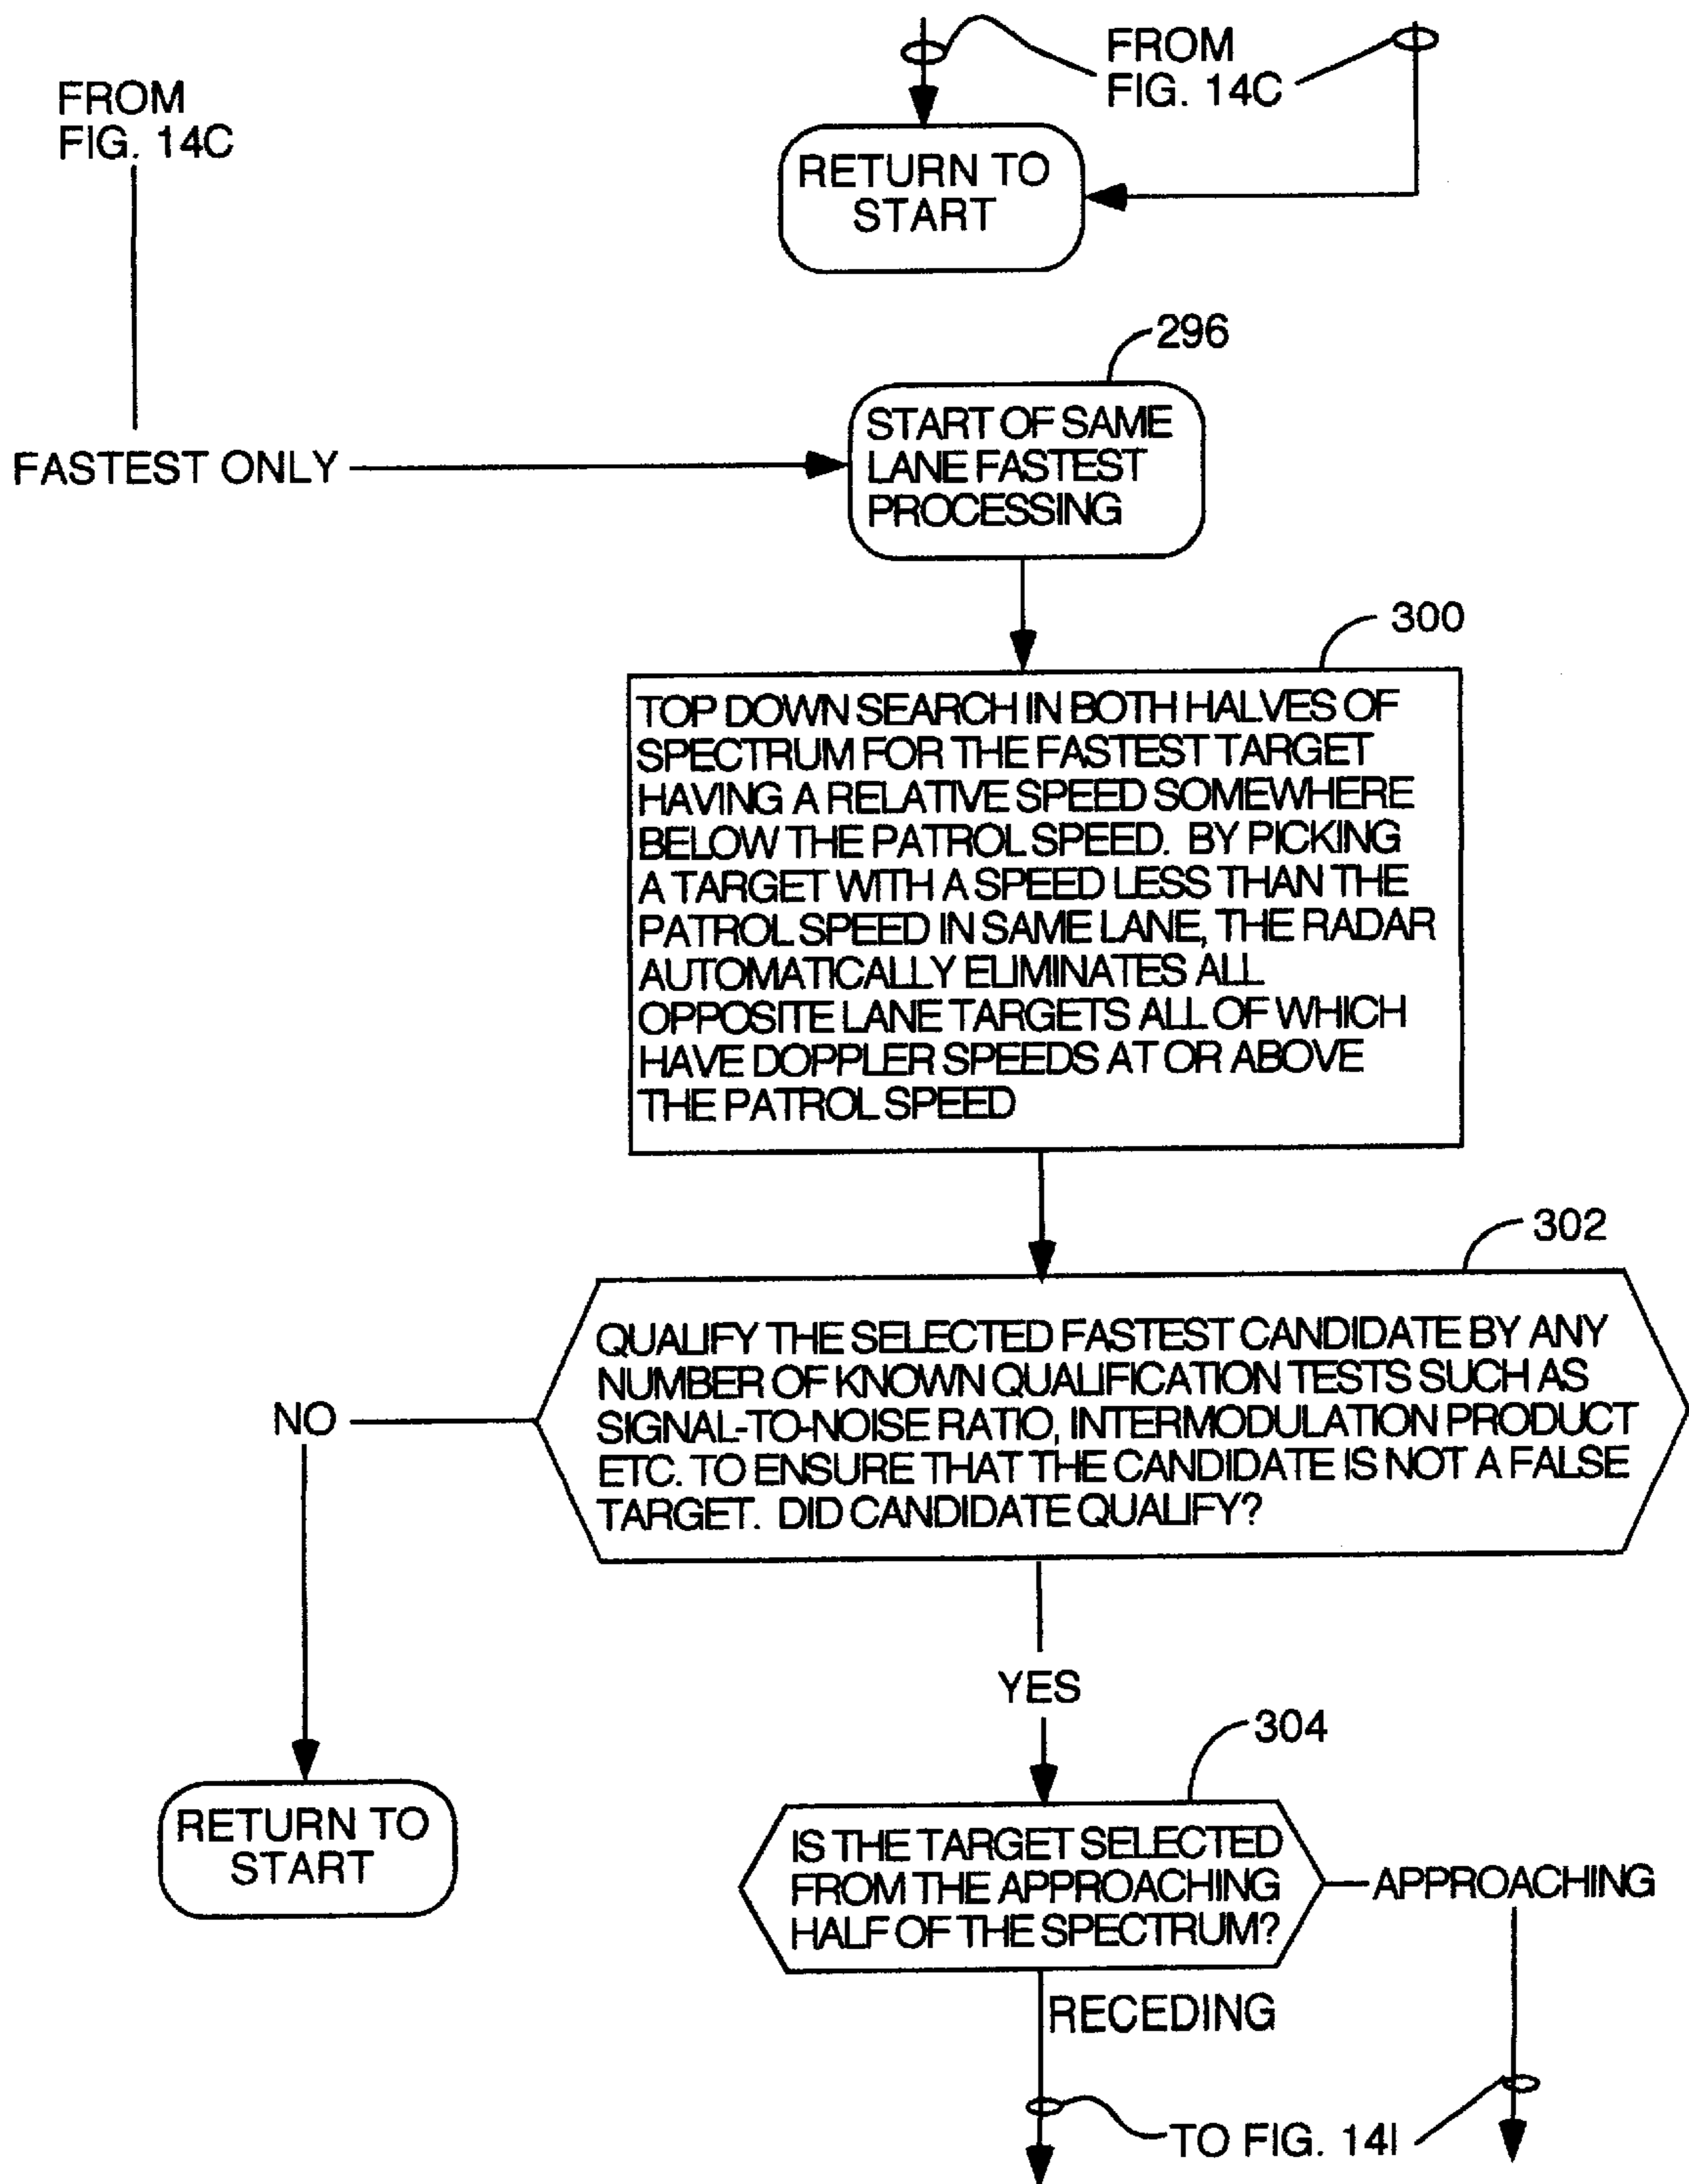 FROM
FIG. 14C
FROM
FIG. 14C
RETURN TO
START
296
START OF SAME
LANE FASTEST
PROCESSING
FASTEST ONLY
300
TOP DOWN SEARCH IN BOTH HALVES OF
SPECTRUM FOR THE FASTEST TARGET
HAVING A RELATIVE SPEED SOMEWHERE
BELOW THE PATROL SPEED. BY PICKING
A TARGET WITH A SPEED LESS THAN THE
PATROL SPEED IN SAME LANE, THE RADAR
AUTOMATICALLY ELIMINATES ALL
OPPOSITE LANE TARGETS ALL OF WHICH
HAVE DOPPLER SPEEDS AT OR ABOVE
THE PATROL SPEED
302
QUALIFY THE SELECTED FASTEST CANDIDATE BY ANY
NUMBER OF KNOWN QUALIFICATION TESTS SUCH AS
SIGNAL-TO-NOISE RATIO, INTERMODULATION PRODUCT
ETC. TO ENSURE THAT THE CANDIDATE IS NOT A FALSE
TARGET. DID CANDIDATE QUALIFY?
NO
YES
304
RETURN TO
START
IS THE TARGET SELECTED
FROM THE APPROACHING
HALF OF THE SPECTRUM?
APPROACHING
RECEDING
TO FIG. 14I